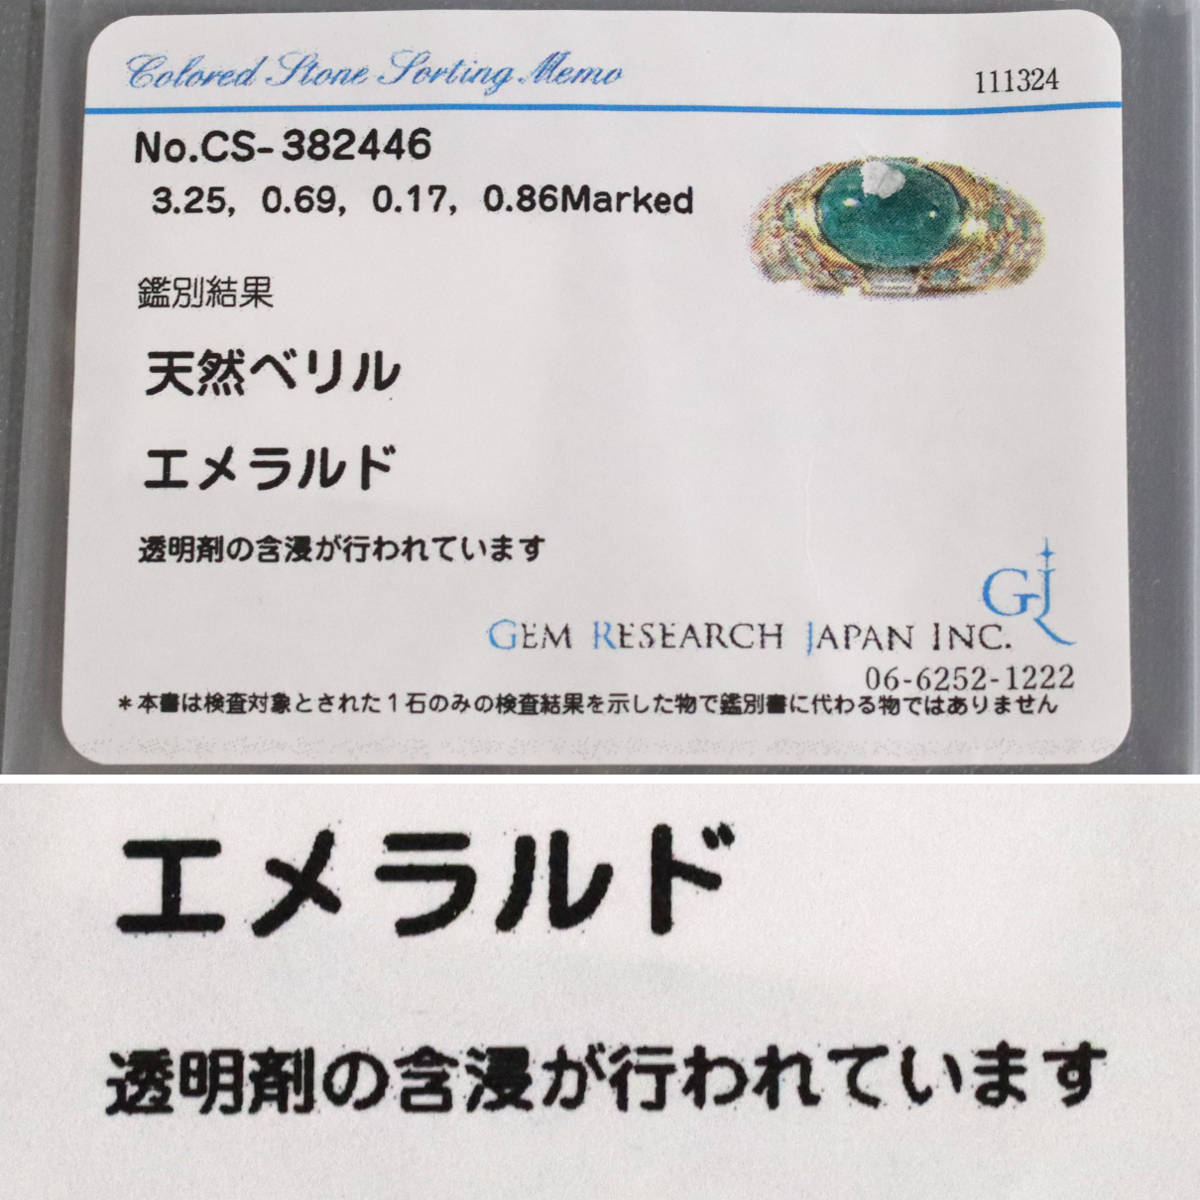 Colored Stone Sorting Memo
111324
No.CS-382446
3.25, 0.69, 0.17, 0.86Marked
鑑別結果
天然ベリル
エメラルド
透明剤の含浸が行われています
GJ
GEM RESEARCH JAPAN INC.
06-6252-1222
*本書は検査対象とされた1石のみの検査結果を示した物で鑑別書に代わる物ではありません
エメラルド
透明剤の含浸が行われています